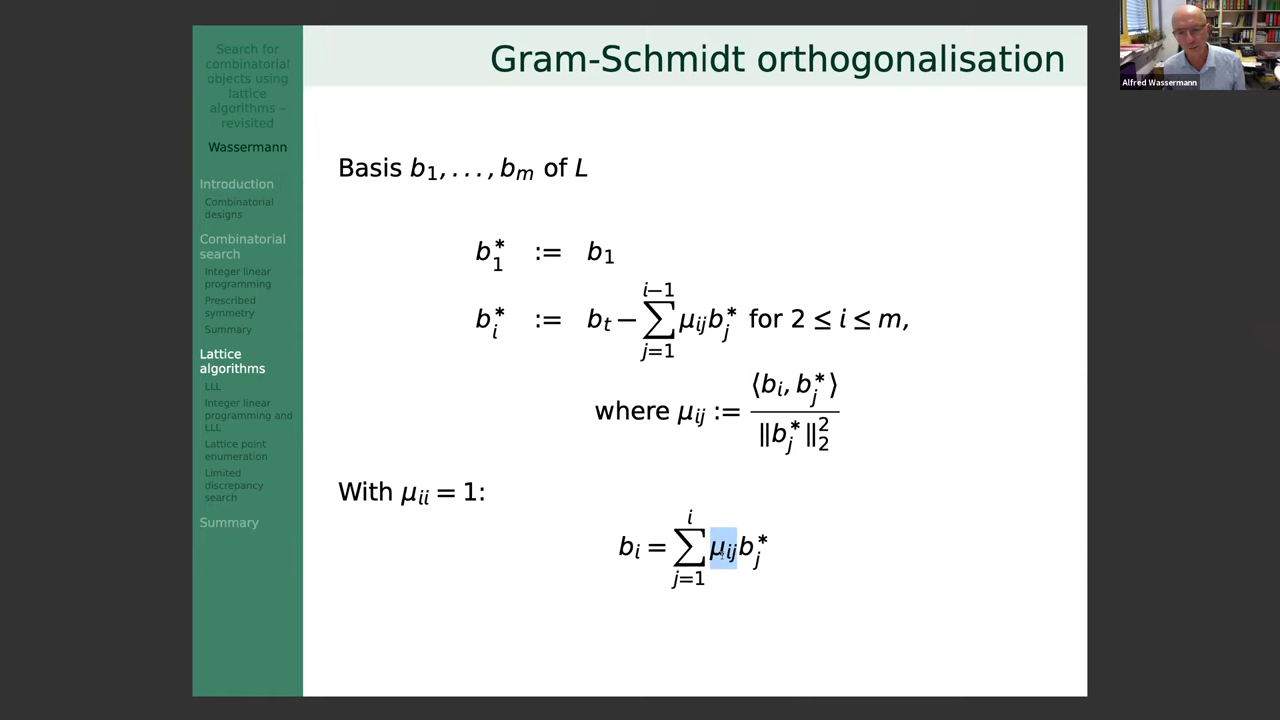 Search for
combinatorial
objects using
lattice
algorithms –
revisited
Wassermann
Introduction
Combinatorial
designs
Combinatorial
search
Integer linear
programming
Prescribed
symmetry
Summary
Lattice
algorithms
LLL
Integer linear
programming and
LLL
Lattice point
enumeration
Limited
discrepancy
search
Summary
Gram-Schmidt orthogonalisation
Basis b₁, . . . , bₘ of L
b₁* := b₁
bᵢ* := bₜ − ∑_{j=1}^{i−1} μᵢⱼbⱼ* for 2 ≤ i ≤ m,
where μᵢⱼ := ⟨bᵢ, bⱼ*⟩ / ‖bⱼ*‖₂²
With μᵢᵢ = 1:
bᵢ = ∑_{j=1}^{i} μᵢⱼbⱼ*
Alfred Wassermann